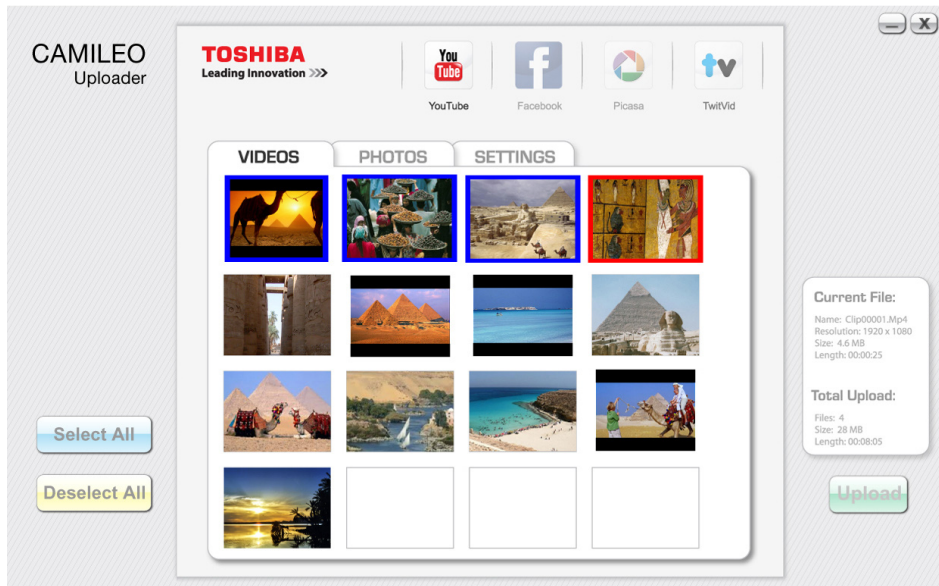 CAMILEO
Uploader
TOSHIBA
Leading Innovation >>>
You
Tube
f
tv
YouTube
Facebook
Picasa
TwitVid
X
VIDEOS
PHOTOS
SETTINGS
Current File:
Name: Clip00001.Mp4
Resolution: 1920 x 1080
Size: 4.6 MB
Length: 00:00:25
Total Upload:
Files: 4
Size: 28 MB
Length: 00:08:05
Select All
Deselect All
Upload